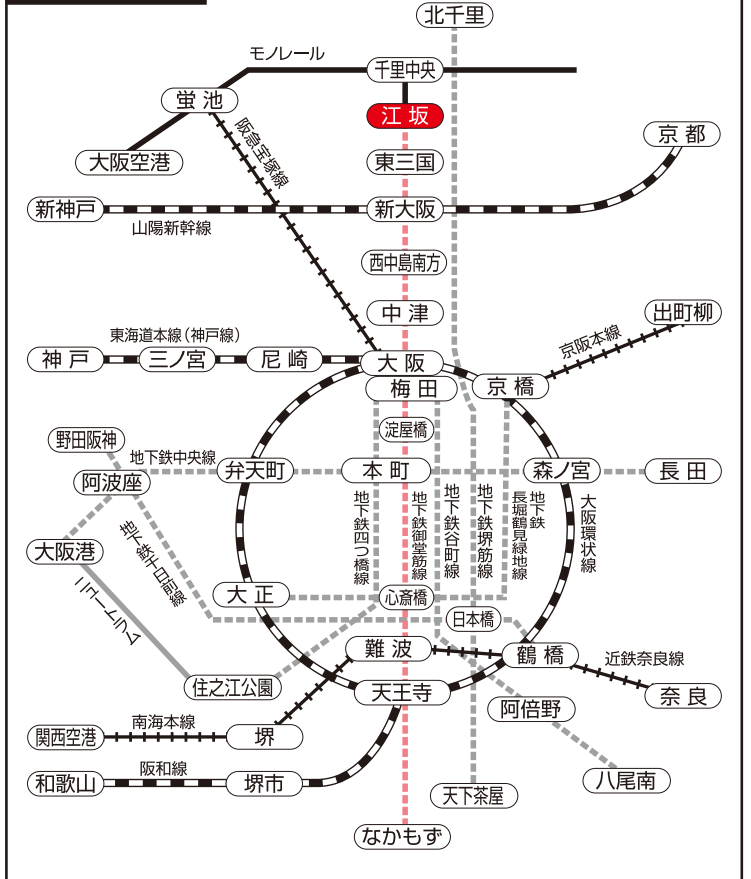 北千里
モノレール
千里中央
蛍池
江坂
阪急宝塚線
京都
大阪空港
東三国
新神戸
新大阪
山陽新幹線
西中島南方
中津
出町柳
東海道本線(神戸線)
京阪本線
神戸
三ノ宮
尼崎
大阪
梅田
京橋
淀屋橋
野田阪神
地下鉄中央線
阿波座
弁天町
本町
森ノ宮
長田
地下鉄四つ橋線
地下鉄御堂筋線
地下鉄谷町線
地下鉄堺筋線
地下鉄
長堀鶴見緑地線
大阪環状線
大阪港
地下鉄千日前線
ニュートラム
大正
心斎橋
日本橋
難波
鶴橋
近鉄奈良線
住之江公園
天王寺
奈良
阿倍野
南海本線
関西空港
堺
阪和線
和歌山
堺市
天下茶屋
八尾南
なかもず